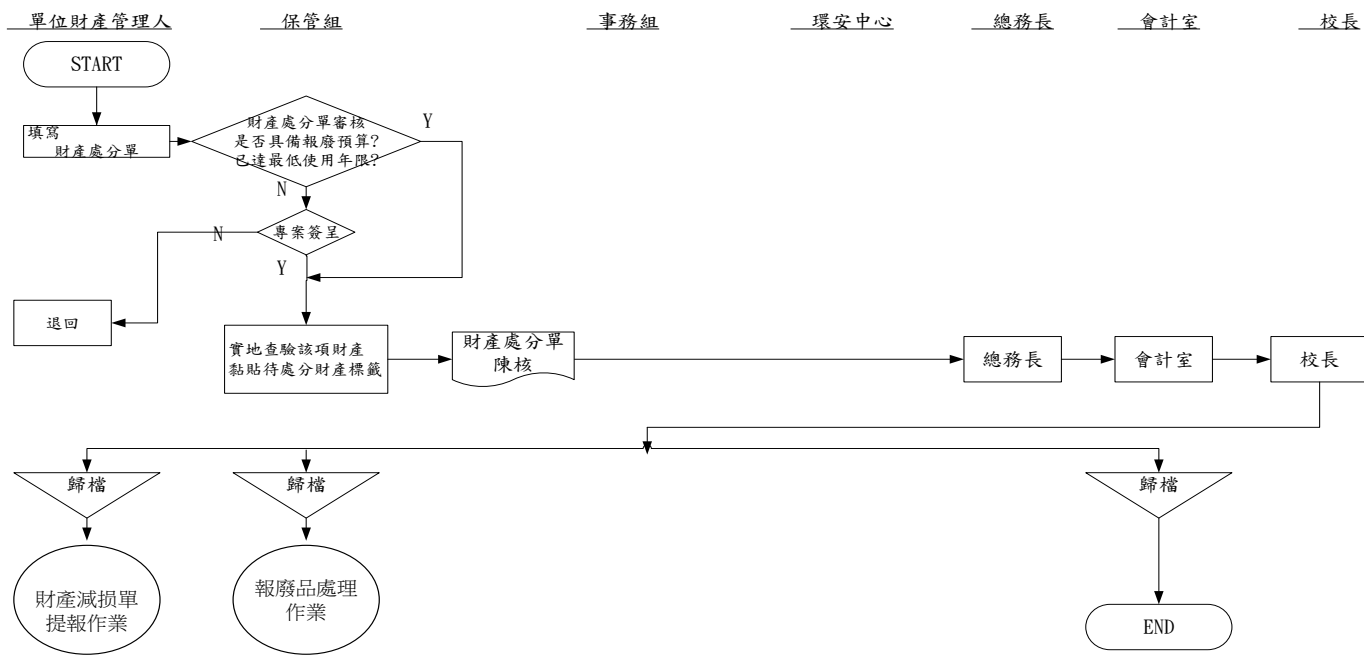 單位財產管理人
保管組
事務組
環安中心
總務長
會計室
校長
START
填寫
財產處分單
財產處分單審核
是否具備報廢預算?
已達最低使用年限?
Y
N
專案簽呈
N
Y
退回
實地查驗該項財產
黏貼待處分財產標籤
財產處分單
陳核
總務長
會計室
校長
歸檔
歸檔
歸檔
財產減損單
提報作業
報廢品處理
作業
END